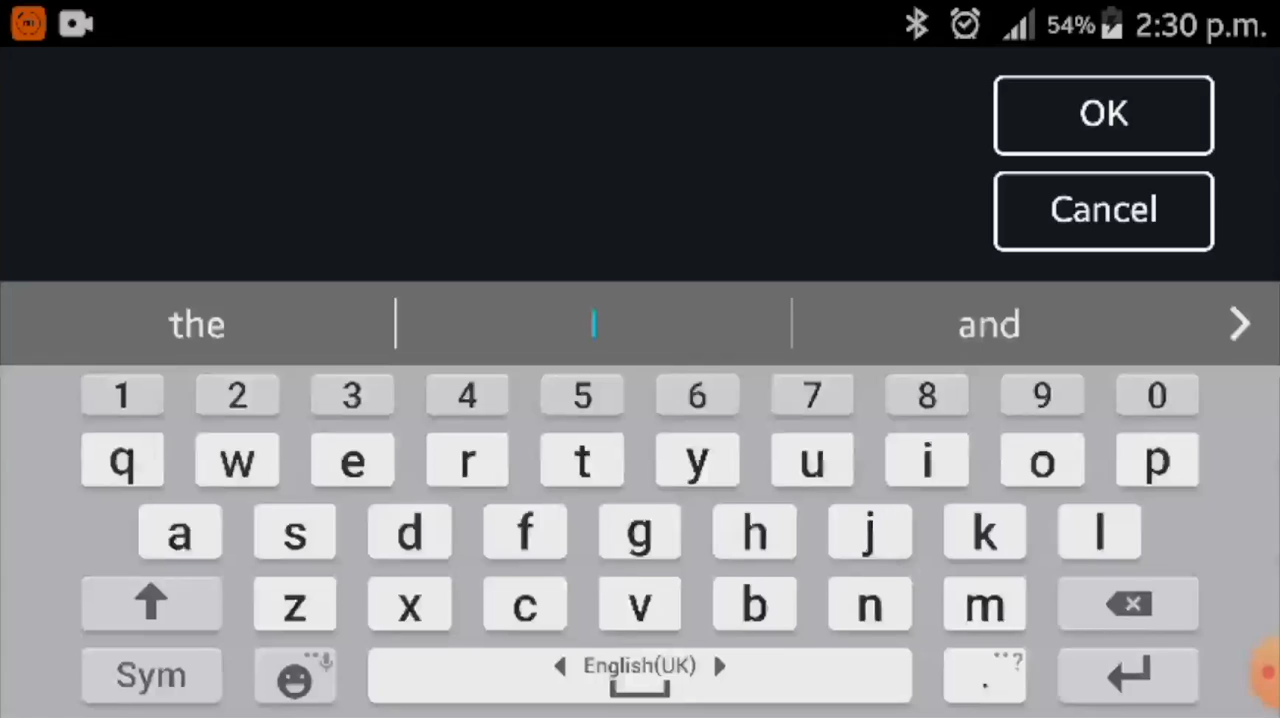 54% 2:30 p.m.
OK
Cancel
the I and
1 2 3 4 5 6 7 8 9 0
q w e r t y u i o p
a s d f g h j k l
z x c v b n m
Sym English(UK) . ?